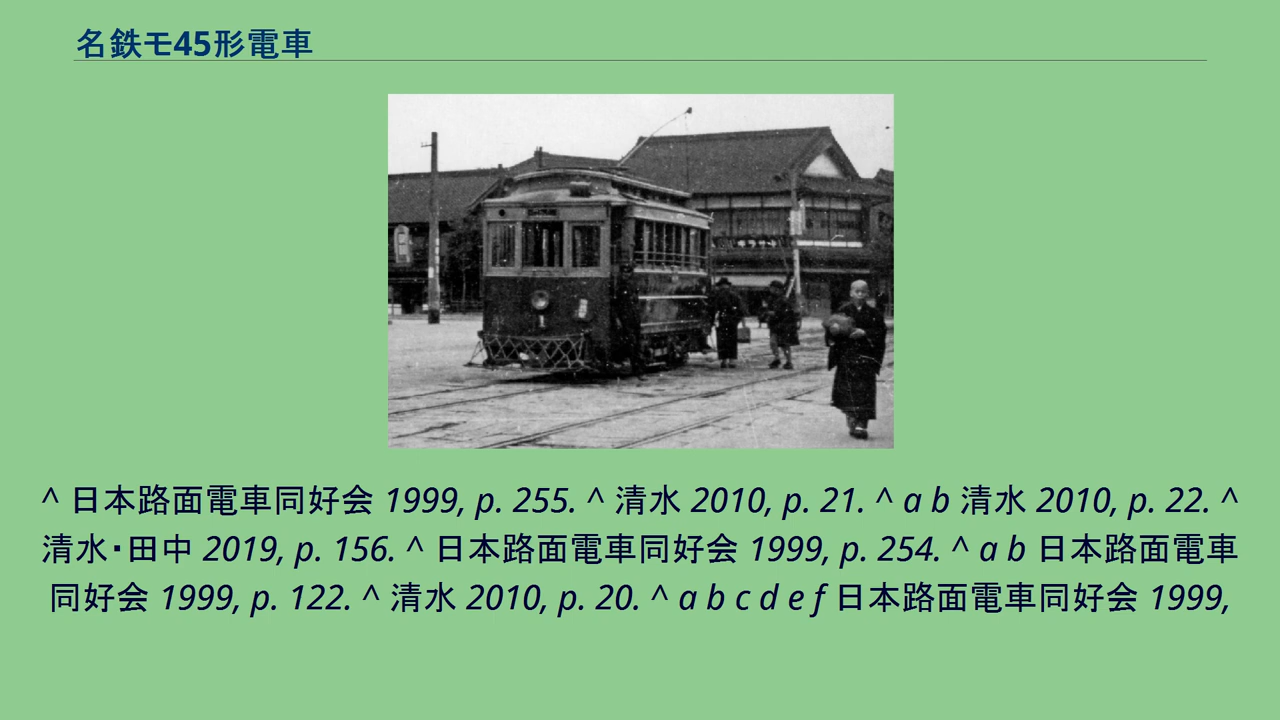 名鉄モ45形電車
^ 日本路面電車同好会 1999, p. 255. ^ 清水 2010, p. 21. ^ a b 清水 2010, p. 22. ^
清水・田中 2019, p. 156. ^ 日本路面電車同好会 1999, p. 254. ^ a b 日本路面電車
同好会 1999, p. 122. ^ 清水 2010, p. 20. ^ a b c d e f 日本路面電車同好会 1999,